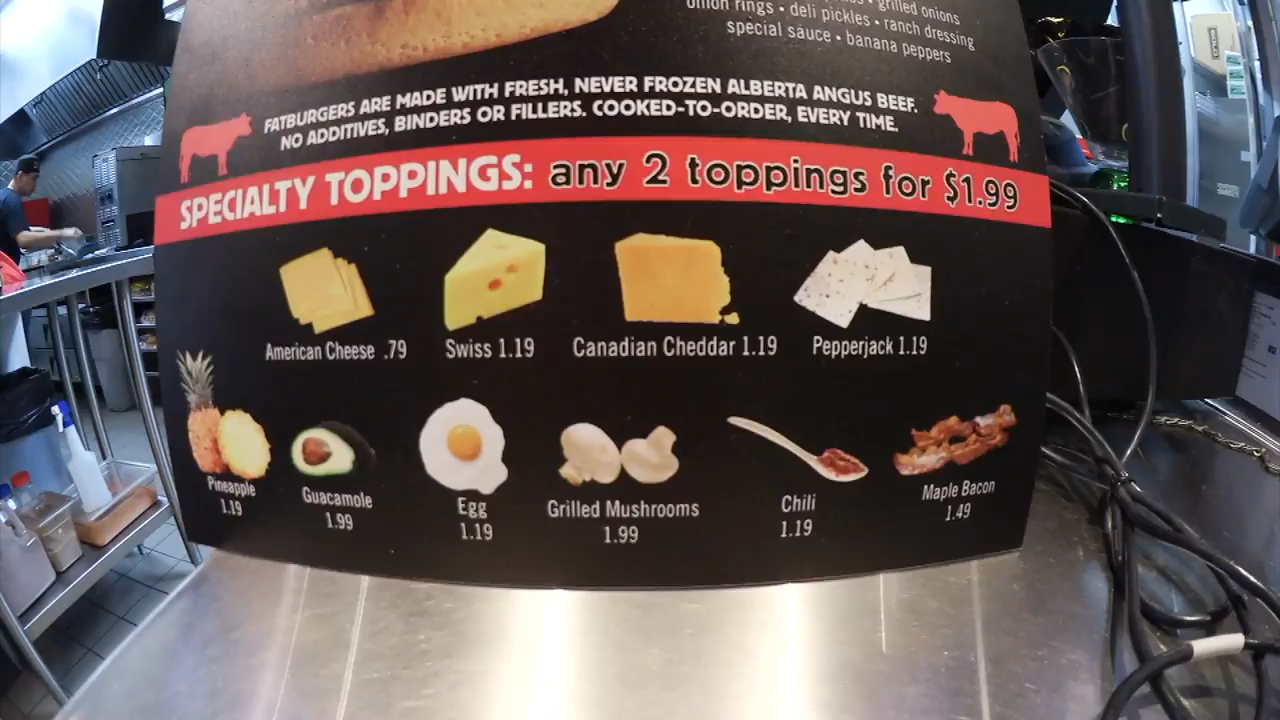 grilled onions
onion rings • deli pickles • ranch dressing
special sauce • banana peppers
FATBURGERS ARE MADE WITH FRESH, NEVER FROZEN ALBERTA ANGUS BEEF.
NO ADDITIVES, BINDERS OR FILLERS. COOKED-TO-ORDER, EVERY TIME.
SPECIALTY TOPPINGS: any 2 toppings for $1.99
American Cheese .79
Swiss 1.19
Canadian Cheddar 1.19
Pepperjack 1.19
Pineapple
1.19
Guacamole
1.99
Egg
1.19
Grilled Mushrooms
1.99
Chili
1.19
Maple Bacon
1.49